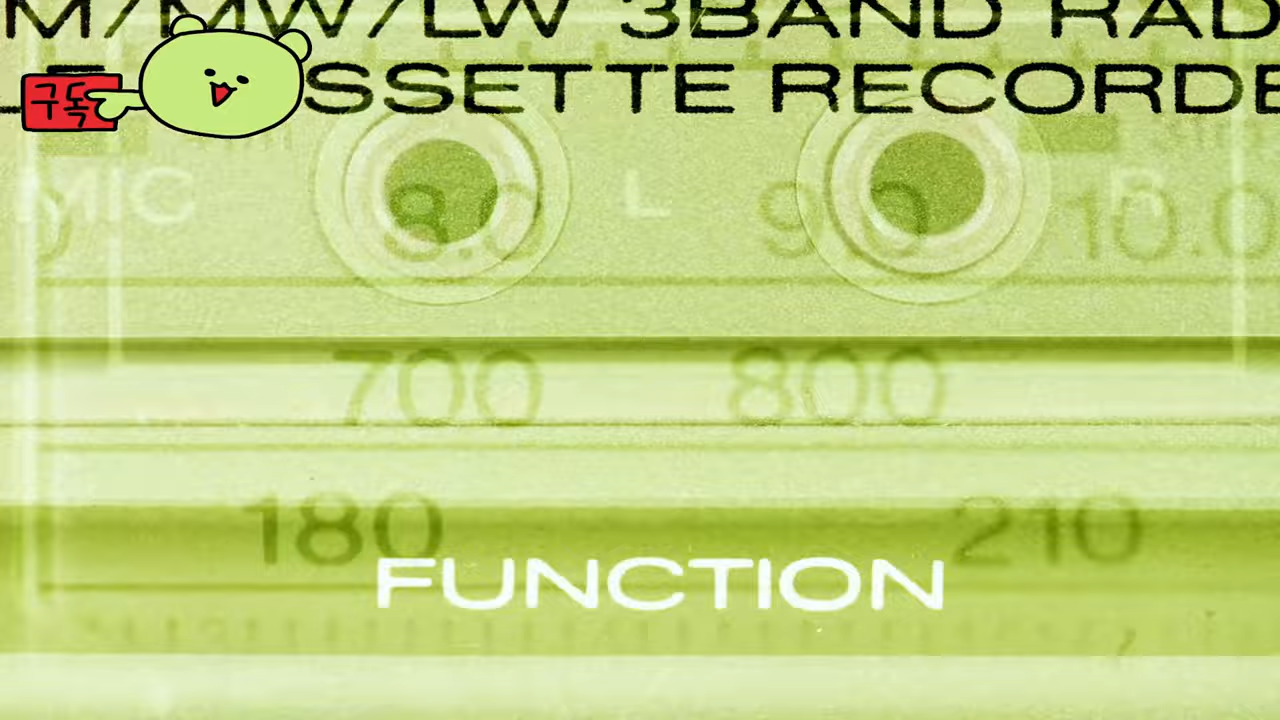 M/MW/LW 3BAND RAD
SSETTE RECORDE
구독
MIC
L
R
8.0
9.0
10.0
700
800
180
210
FUNCTION